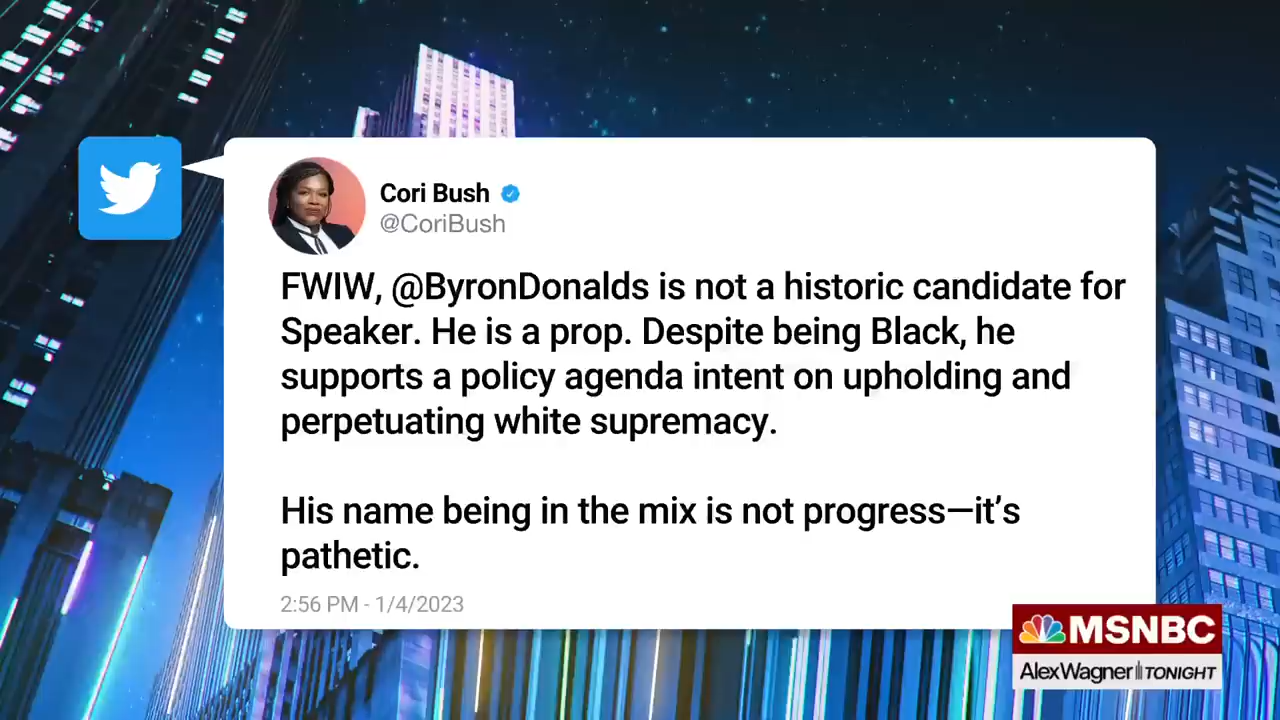 Cori Bush
@CoriBush
FWIW, @ByronDonalds is not a historic candidate for
Speaker. He is a prop. Despite being Black, he
supports a policy agenda intent on upholding and
perpetuating white supremacy.
His name being in the mix is not progress—it’s
pathetic.
2:56 PM - 1/4/2023
MSNBC
AlexWagner TONIGHT